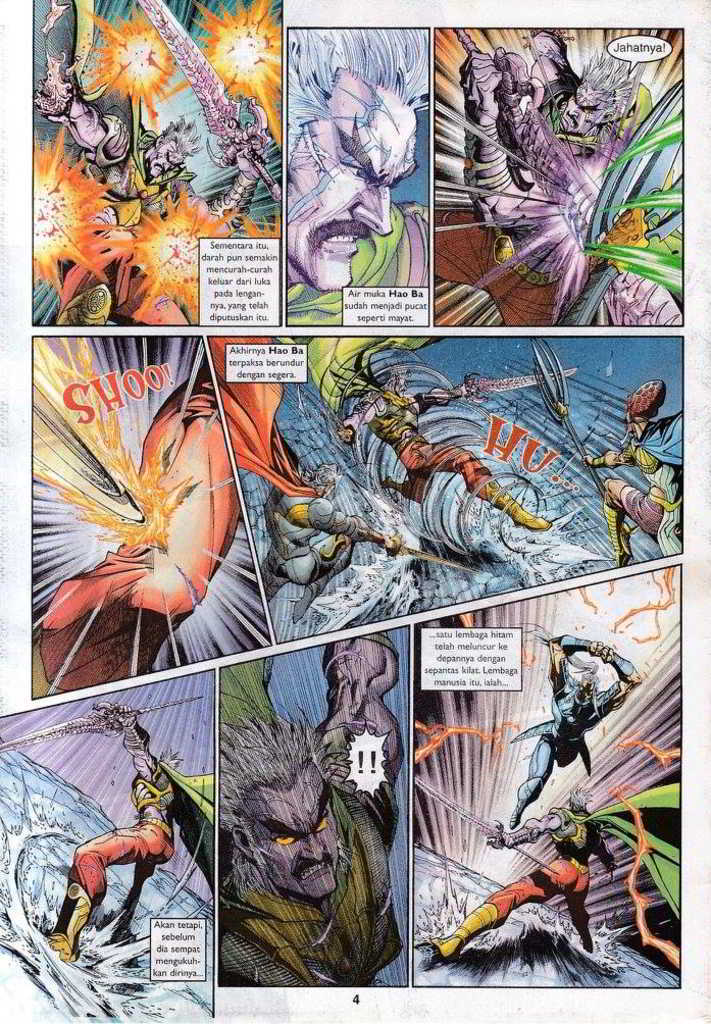 Sementara itu,
darah pun semakin
mencurah-curah
keluar dari luka
pada lengan-
nya, yang telah
diputuskan itu.
Air muka Hao Ba
sudah menjadi pucat
seperti mayat.
Jahatnya!
SHOO!
Akhirnya Hao Ba
terpaksa berundur
dengan segera.
HU...
Akan tetapi,
sebelum
dia sempat
mengukuh-
kan dirinya...
!!
...satu lembaga hitam
telah meluncur ke
depannya dengan
sepantas kilat. Lembaga
manusia itu, ialah...
4